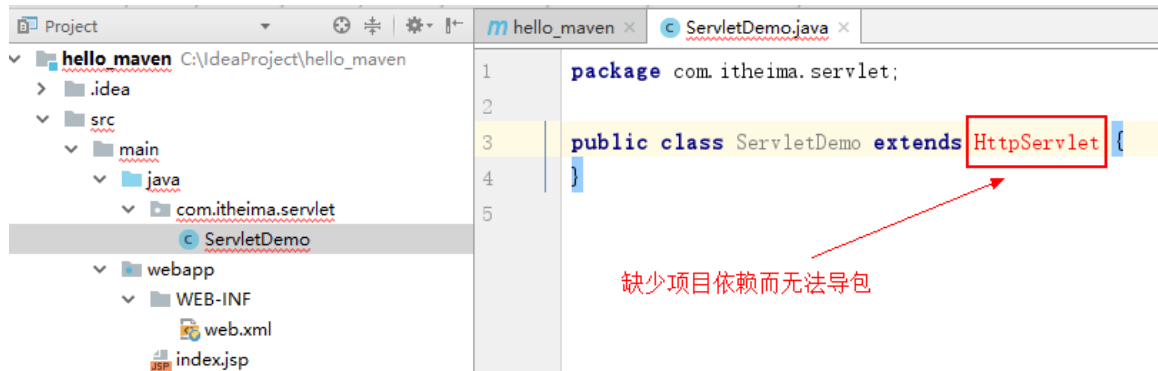 Project
hello_maven
ServletDemo.java
hello_maven C:\IdeaProject\hello_maven
.idea
src
main
java
com.itheima.servlet
ServletDemo
webapp
WEB-INF
web.xml
index.jsp
1 package com.itheima.servlet;
2
3 public class ServletDemo extends HttpServlet {
4 }
5
缺少项目依赖而无法导包